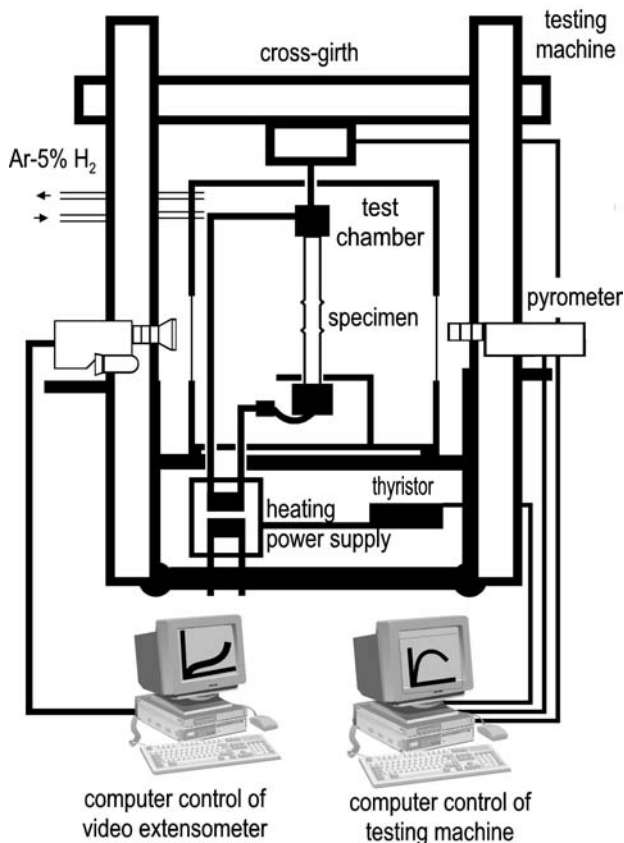 testing
machine
cross-girth
Ar-5% H2
test
chamber
pyrometer
specimen
thyristor
heating
power supply
computer control of
video extensometer
computer control of
testing machine